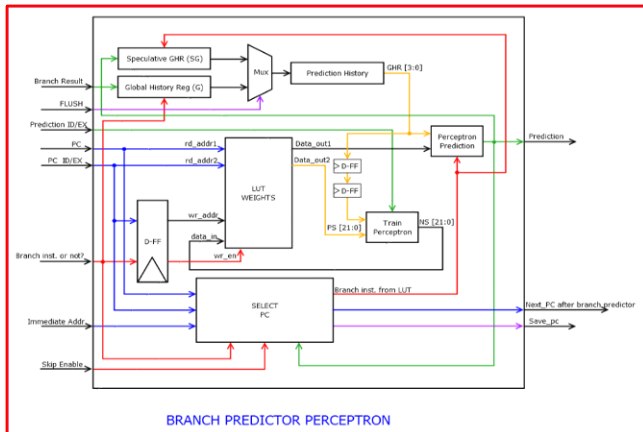 Speculative GHR (SG)
GHR [3:0]
Mux
Prediction History
Branch Result
Global History Reg (G)
FLUSH
Prediction ID/EX
Perceptron
Prediction
Prediction
PC
rd_addr1
Data_out1
PC ID/EX
rd_addr2
Data_out2
D-FF
LUT
WEIGHTS
D-FF
wr_addr
Train
Perceptron
NS [21:0]
PS [21:0]
D-FF
data_in
wr_en
Branch inst. or not?
Branch inst. from LUT
SELECT
PC
Next_PC after branch_predictor
Immediate Addr.
Save_pc
Skip Enable
BRANCH PREDICTOR PERCEPTRON